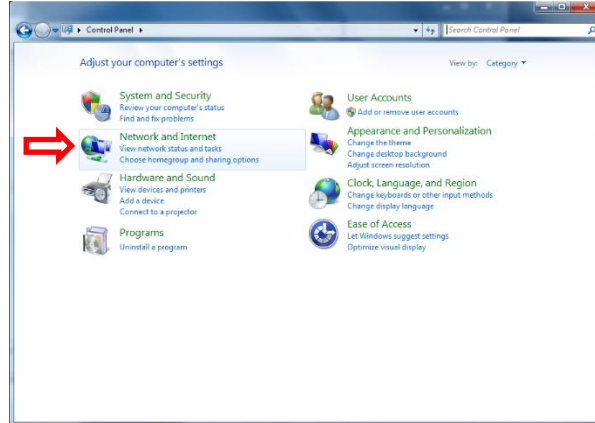 Control Panel
Search Control Panel
Adjust your computer's settings
View by: Category
System and Security
Review your computer's status
Find and fix problems
Network and Internet
View network status and tasks
Choose homegroup and sharing options
Hardware and Sound
View devices and printers
Add a device
Connect to a projector
Programs
Uninstall a program
User Accounts
Add or remove user accounts
Appearance and Personalization
Change the theme
Change desktop background
Adjust screen resolution
Clock, Language, and Region
Change keyboards or other input methods
Change display language
Ease of Access
Let Windows suggest settings
Optimize visual display